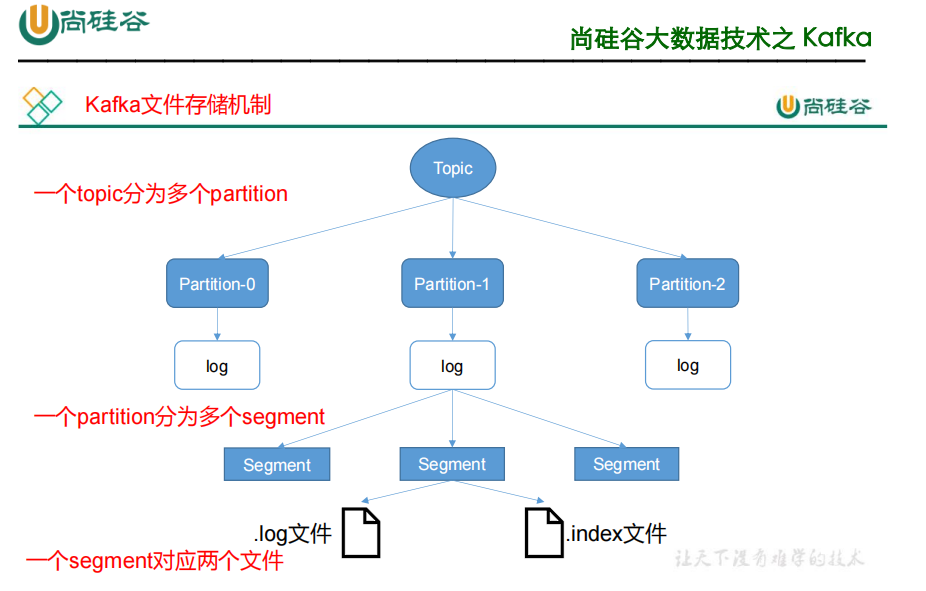 尚硅谷
尚硅谷大数据技术之 Kafka
Kafka文件存储机制
尚硅谷
Topic
一个topic分为多个partition
Partition-0
Partition-1
Partition-2
log
log
log
一个partition分为多个segment
Segment
Segment
Segment
.log文件
.index文件
一个segment对应两个文件
让天下没有难学的技术